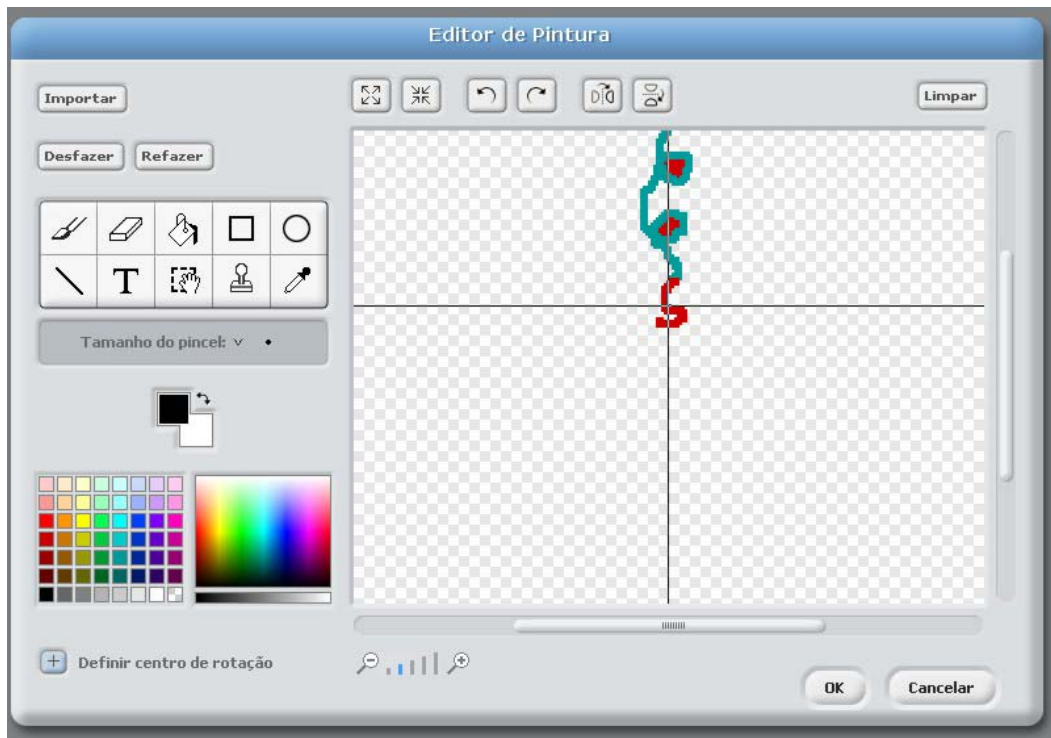 Editor de Pintura
Importar
Limpar
Desfazer Refazer
T
Tamanho do pincel: v
Definir centro de rotação
OK Cancelar